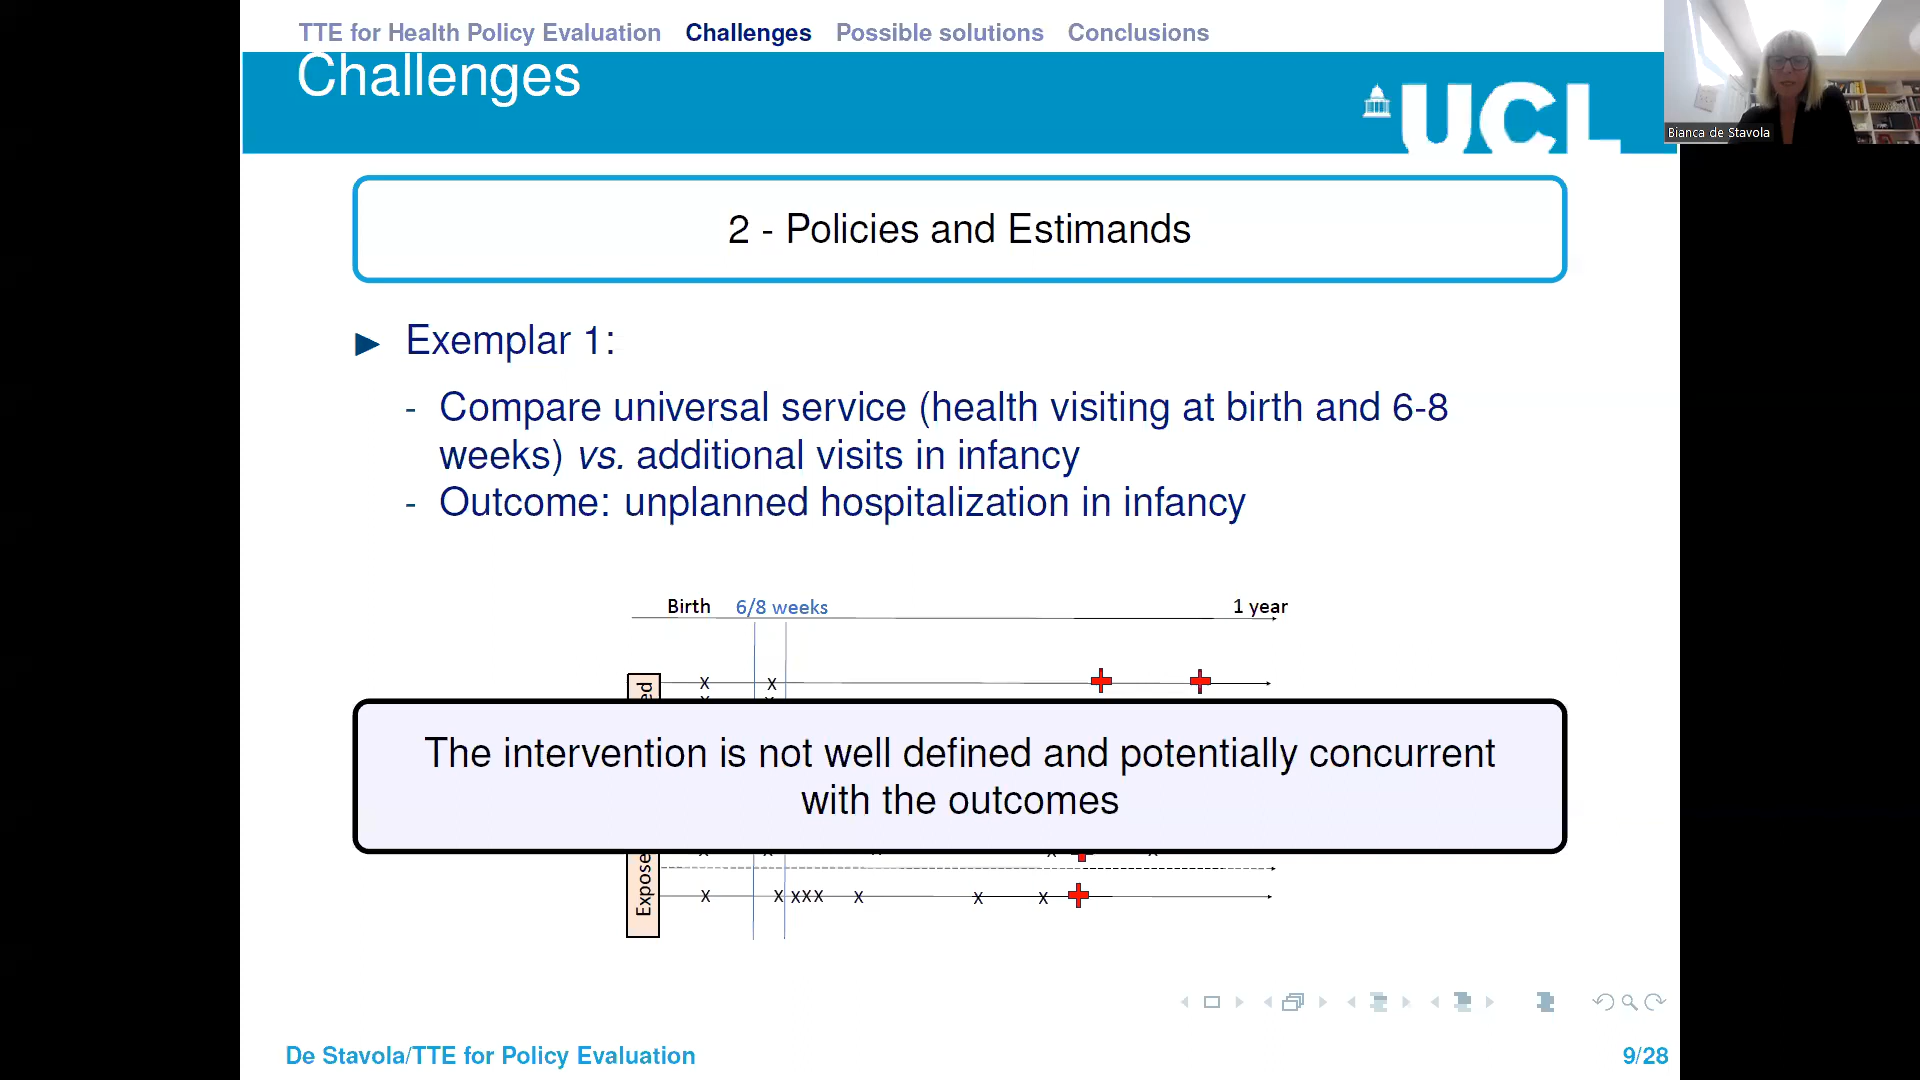 TTE for Health Policy Evaluation Challenges Possible solutions Conclusions
Challenges
UCL
Bianca de Stavola
2 - Policies and Estimands
Exemplar 1:
- Compare universal service (health visiting at birth and 6-8
weeks) vs. additional visits in infancy
- Outcome: unplanned hospitalization in infancy
Birth 6/8 weeks 1 year
x x
The intervention is not well defined and potentially concurrent
with the outcomes
Expose
x x xxx x x x
De Stavola/TTE for Policy Evaluation 9/28